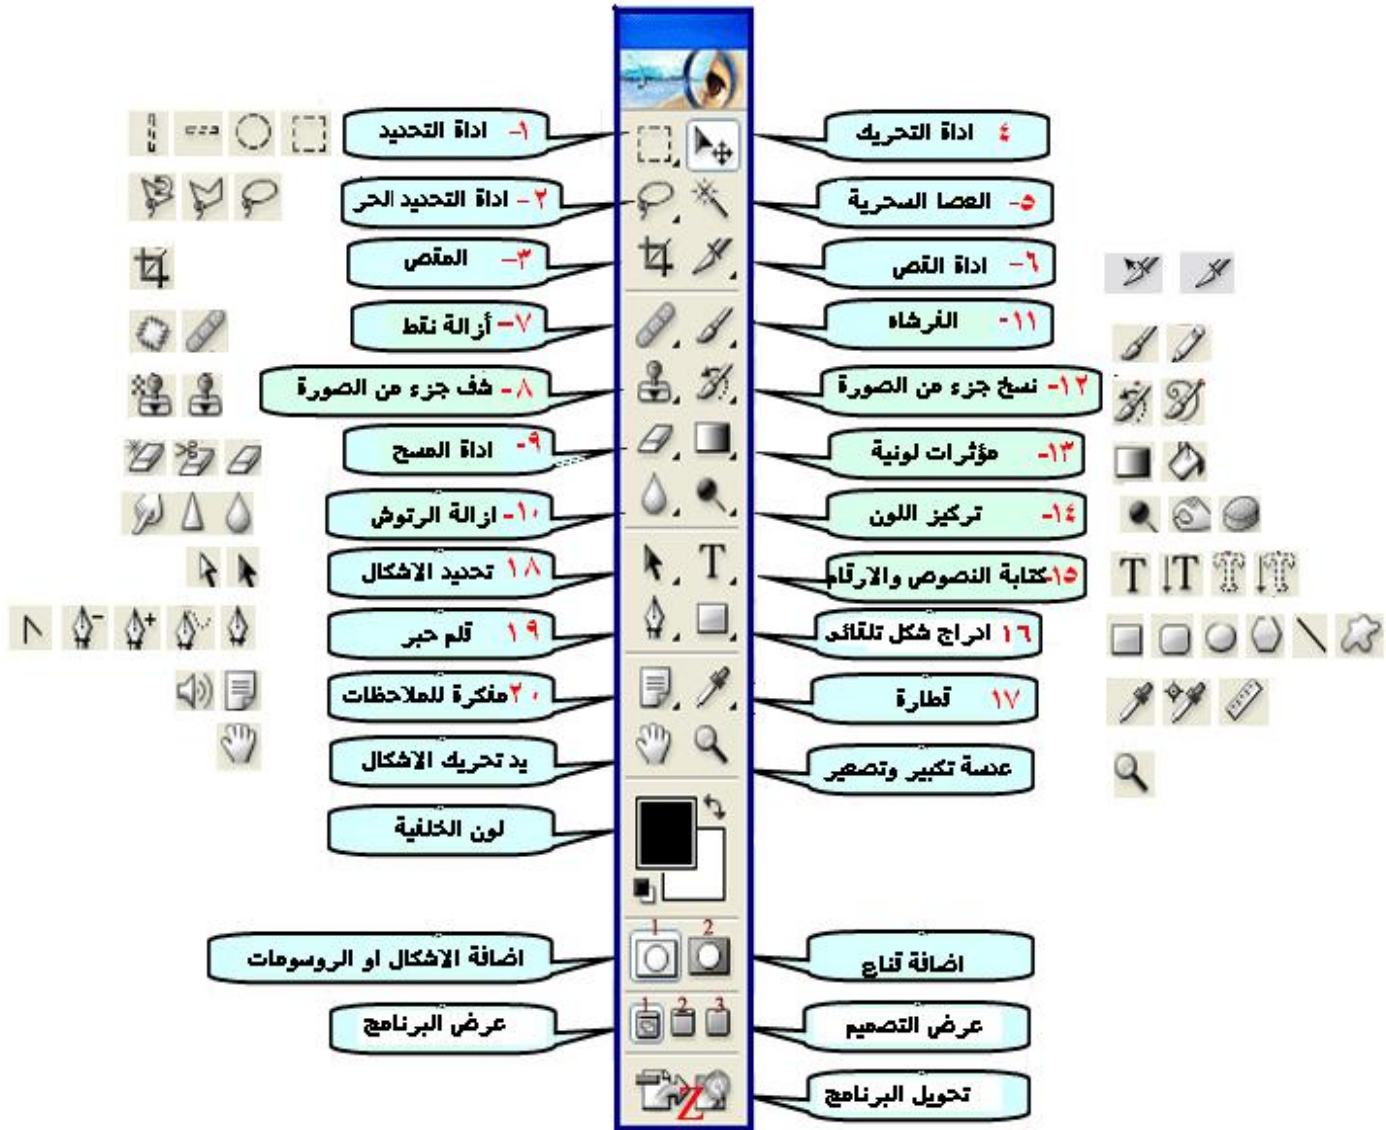 ١- اداة التحديد
٤ اداة التحريك
٢- اداة التحديد الحر
٥- العصا السحرية
٣- المقص
٦- اداة القص
٧- أزالة نقط
١١- الفرشاه
٨- شف جزء من الصورة
١٢- نسخ جزء من الصورة
٩- اداة المسح
١٣- مؤثرات لونية
١٠- ازالة الرتوش
١٤- تركيز اللون
١٨ تحديد الاشكال
١٥- كتابة النصوص والارقام
١٩ قلم حبر
١٦ ادراج شكل تلقائى
٢٠ مفكرة للملاحظات
١٧ قطارة
يد تحريك الاشكال
عدسة تكبير وتصعير
لون الخلفية
1 2
اضافة الاشكال او الروسومات
اضافة قناع
1 2 3
عرض البرنامج
عرض التصميم
Z
تحويل البرنامج